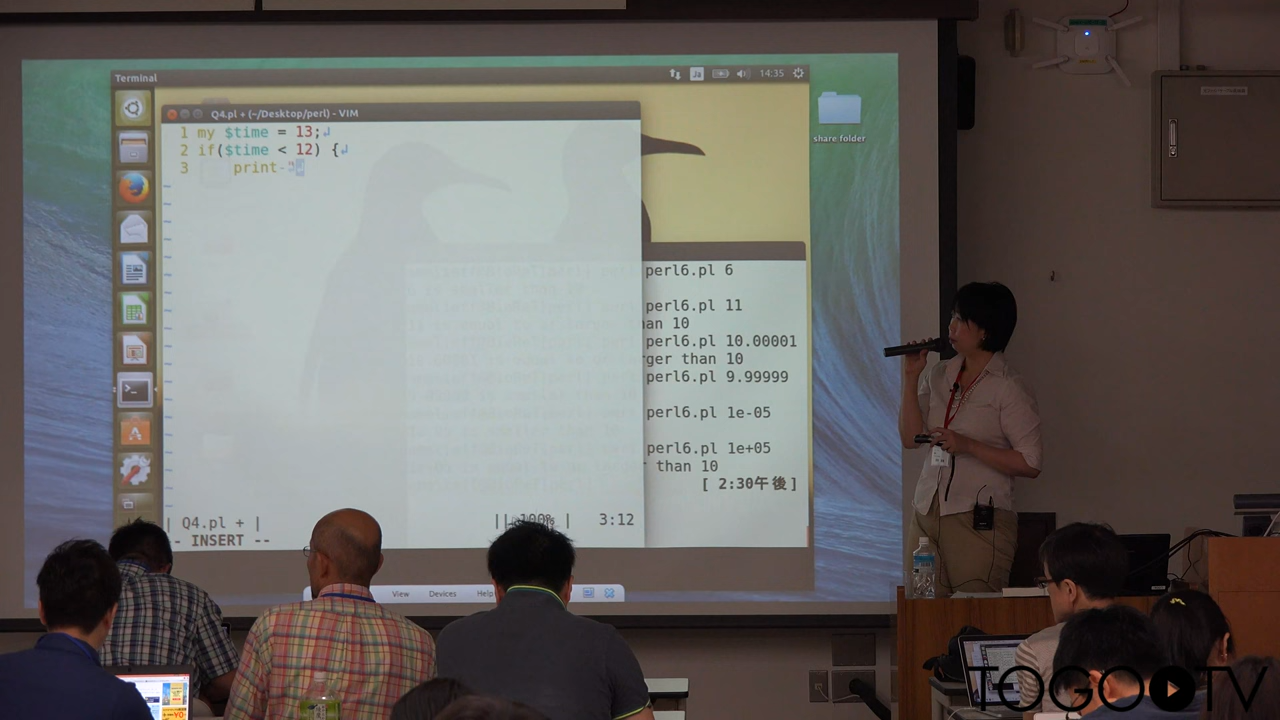 Terminal
Ja
14:35
Q4.pl + (~/Desktop/perl) - VIM
share folder
1 my $time = 13;
2 if($time < 12) {
3 print "
perl6.pl 6
perl6.pl 11
han 10
perl6.pl 10.00001
rger than 10
perl6.pl 9.99999
perl6.pl 1e-05
perl6.pl 1e+05
than 10
[ 2:30午後]
| Q4.pl + | || 100% | 3:12
- INSERT --
View Devices Help
TOGOTV